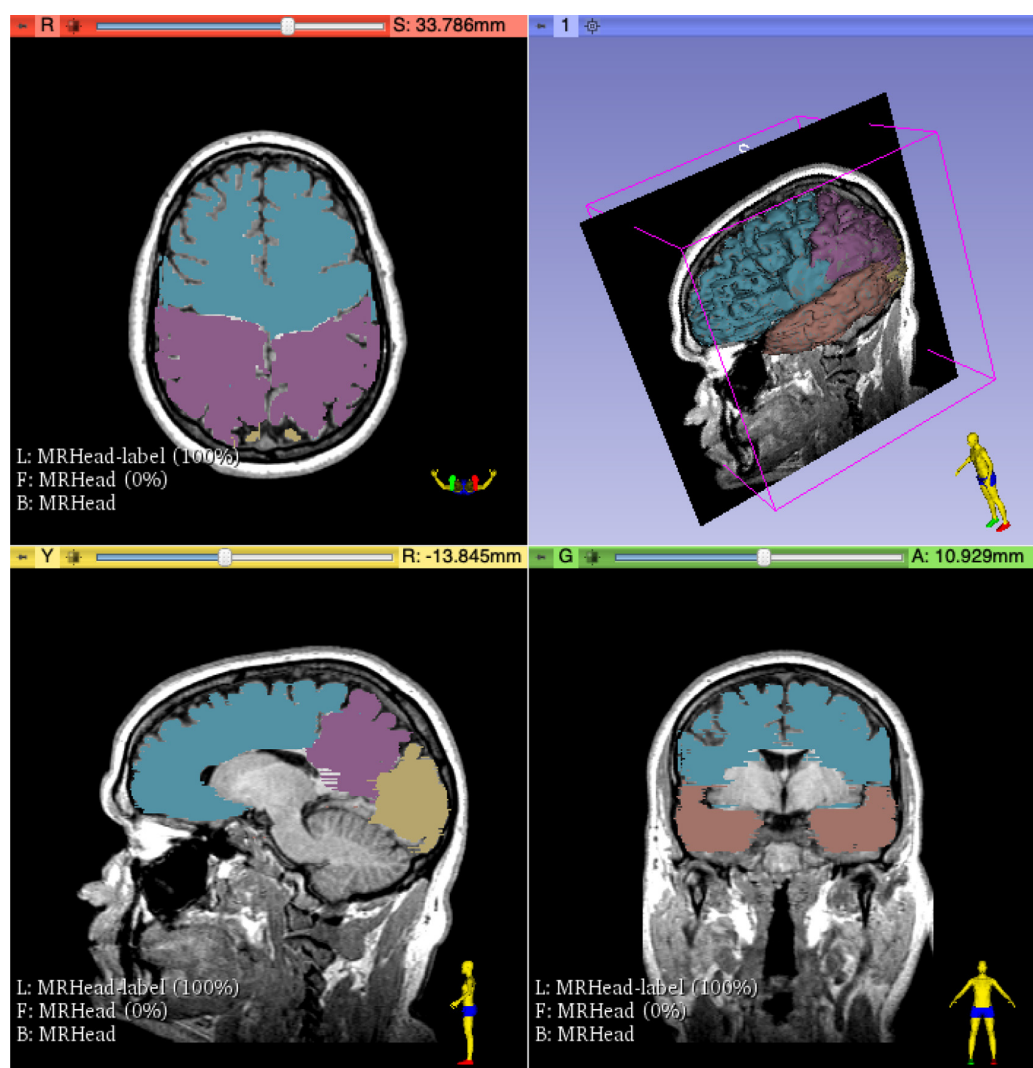 R S: 33.786mm
1
S
L: MRHead-label (100%)
F: MRHead (0%)
B: MRHead
Y R: -13.845mm
G A: 10.929mm
L: MRHead-label (100%)
F: MRHead (0%)
B: MRHead
L: MRHead-label (100%)
F: MRHead (0%)
B: MRHead